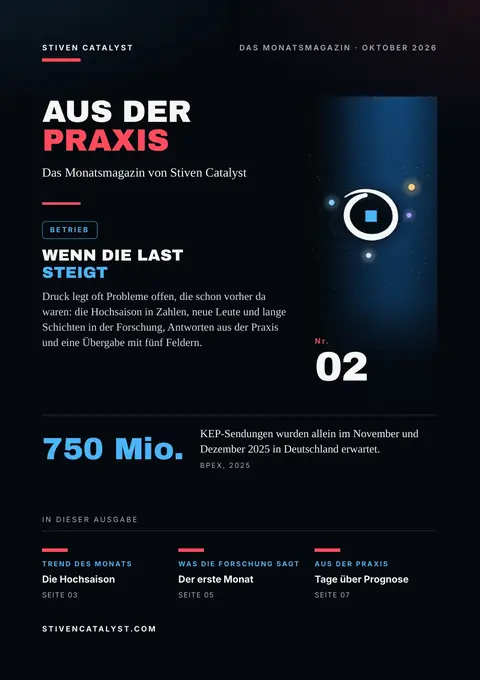 STIVEN CATALYST
DAS MONATSMAGAZIN · OKTOBER 2026
AUS DER
PRAXIS
Das Monatsmagazin von Stiven Catalyst
BETRIEB
WENN DIE LAST
STEIGT
Druck legt oft Probleme offen, die schon vorher da
waren: die Hochsaison in Zahlen, neue Leute und lange
Schichten in der Forschung, Antworten aus der Praxis
und eine Übergabe mit fünf Feldern.
Nr.
02
750 Mio.
KEP-Sendungen wurden allein im November und
Dezember 2025 in Deutschland erwartet.
BPEX, 2025
IN DIESER AUSGABE
TREND DES MONATS
Die Hochsaison
SEITE 03
WAS DIE FORSCHUNG SAGT
Der erste Monat
SEITE 05
AUS DER PRAXIS
Tage über Prognose
SEITE 07
STIVENCATALYST.COM